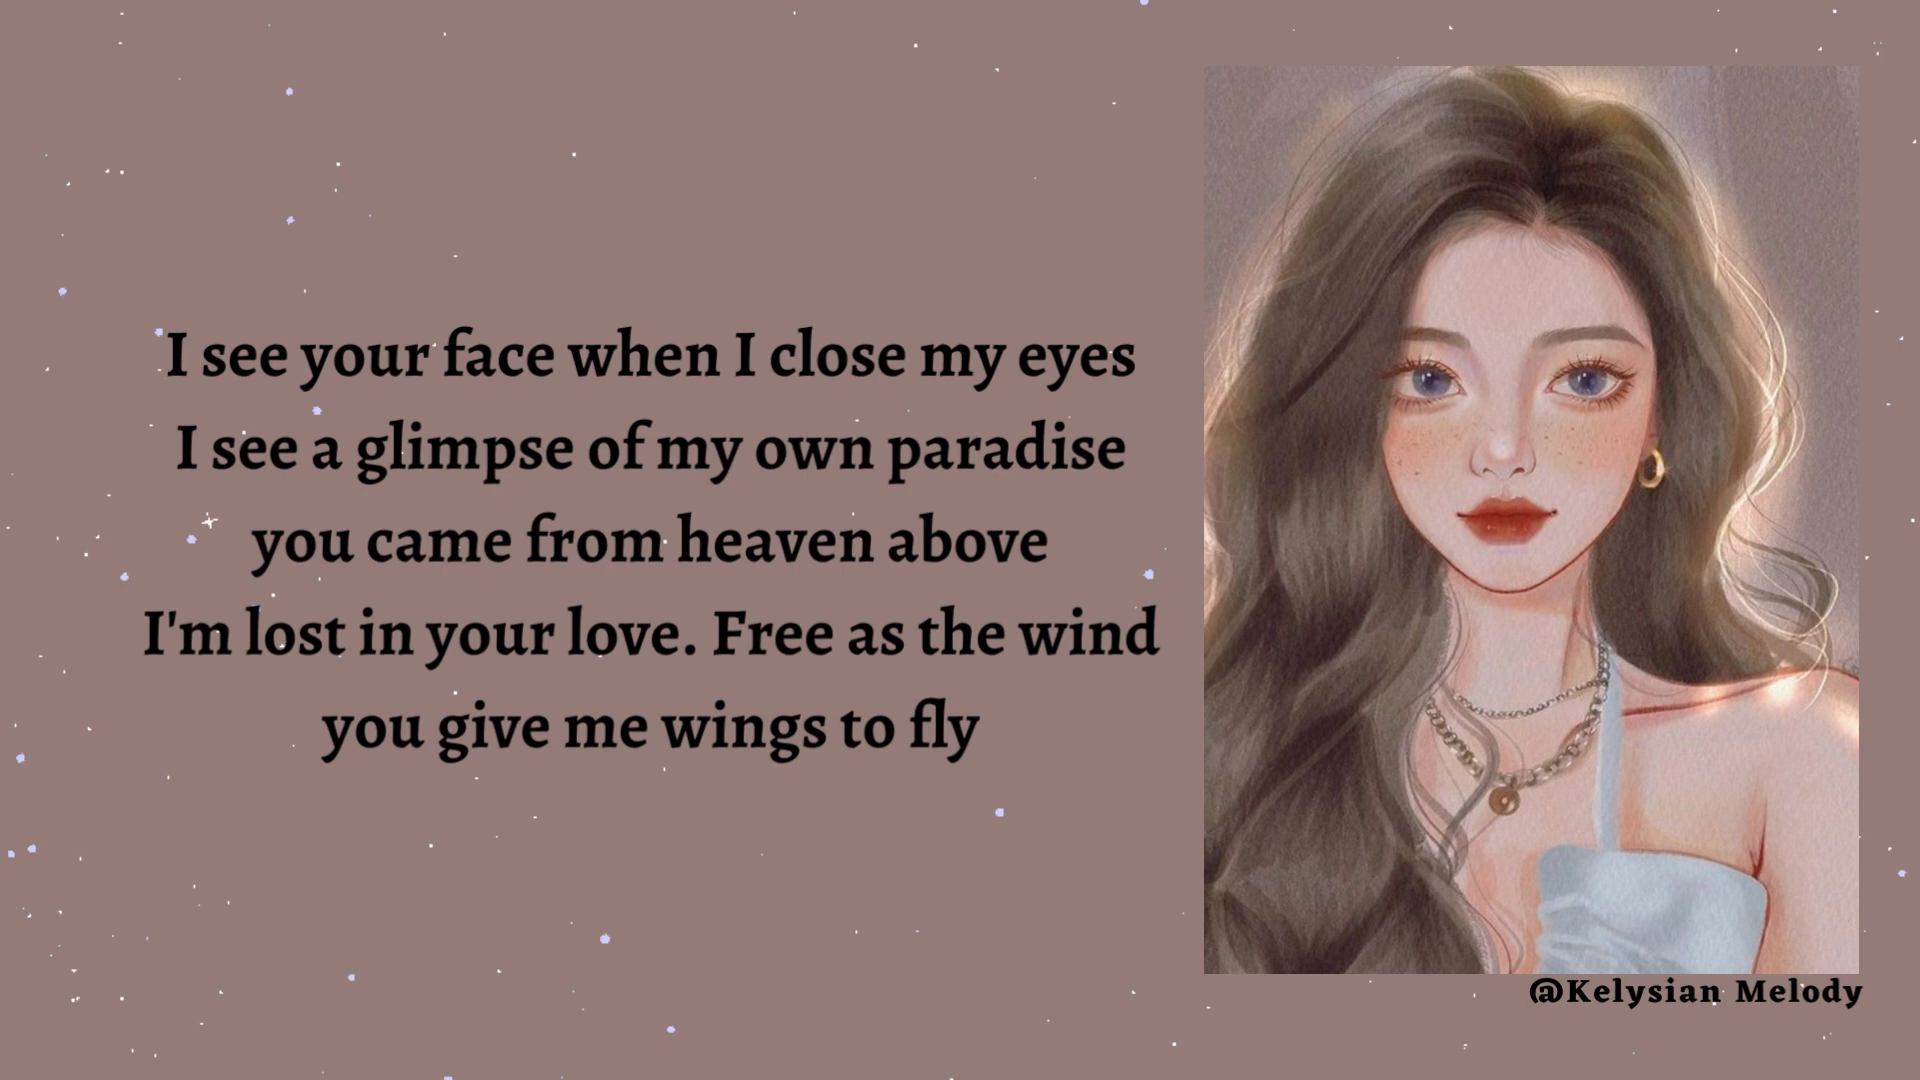 I see your face when I close my eyes
I see a glimpse of my own paradise
you came from heaven above
I'm lost in your love. Free as the wind
you give me wings to fly
@Kelysian Melody